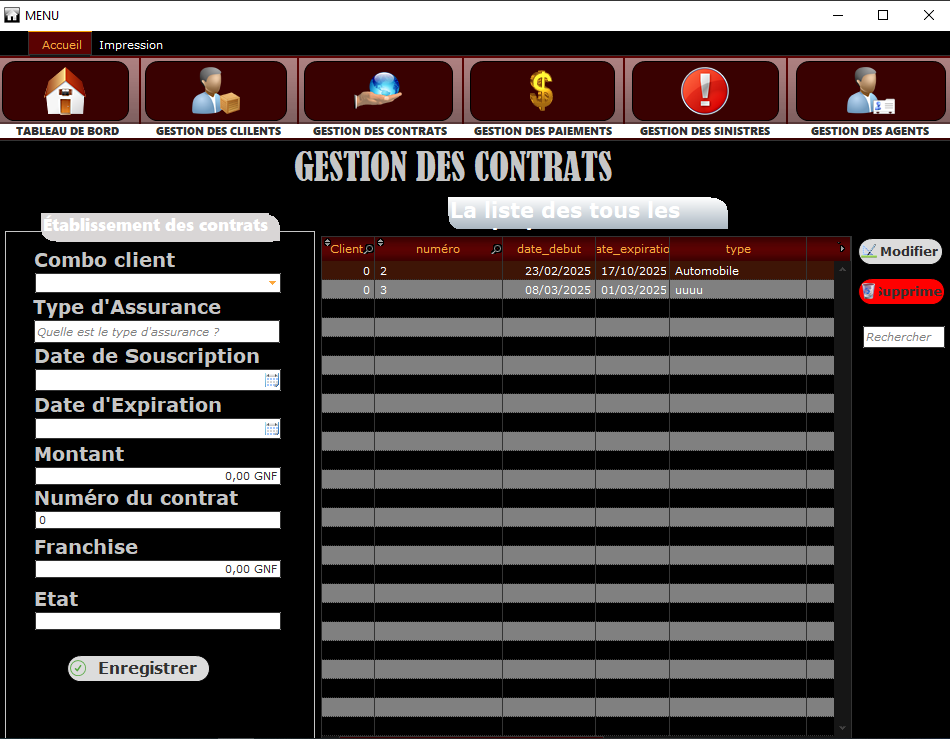 MENU
Accueil Impression
TABLEAU DE BORD GESTION DES CLILENTS GESTION DES CONTRATS GESTION DES PAIEMENTS GESTION DES SINISTRES GESTION DES AGENTS
GESTION DES CONTRATS
La liste des tous les
Établissement des contrats
Client numéro date_debut ate_expiratio type
Modifier
Combo client
0 2 23/02/2025 17/10/2025 Automobile
0 3 08/03/2025 01/03/2025 uuuu
Supprime
Type d'Assurance
Quelle est le type d'assurance ?
Rechercher
Date de Souscription
Date d'Expiration
Montant
0,00 GNF
Numéro du contrat
0
Franchise
0,00 GNF
Etat
Enregistrer